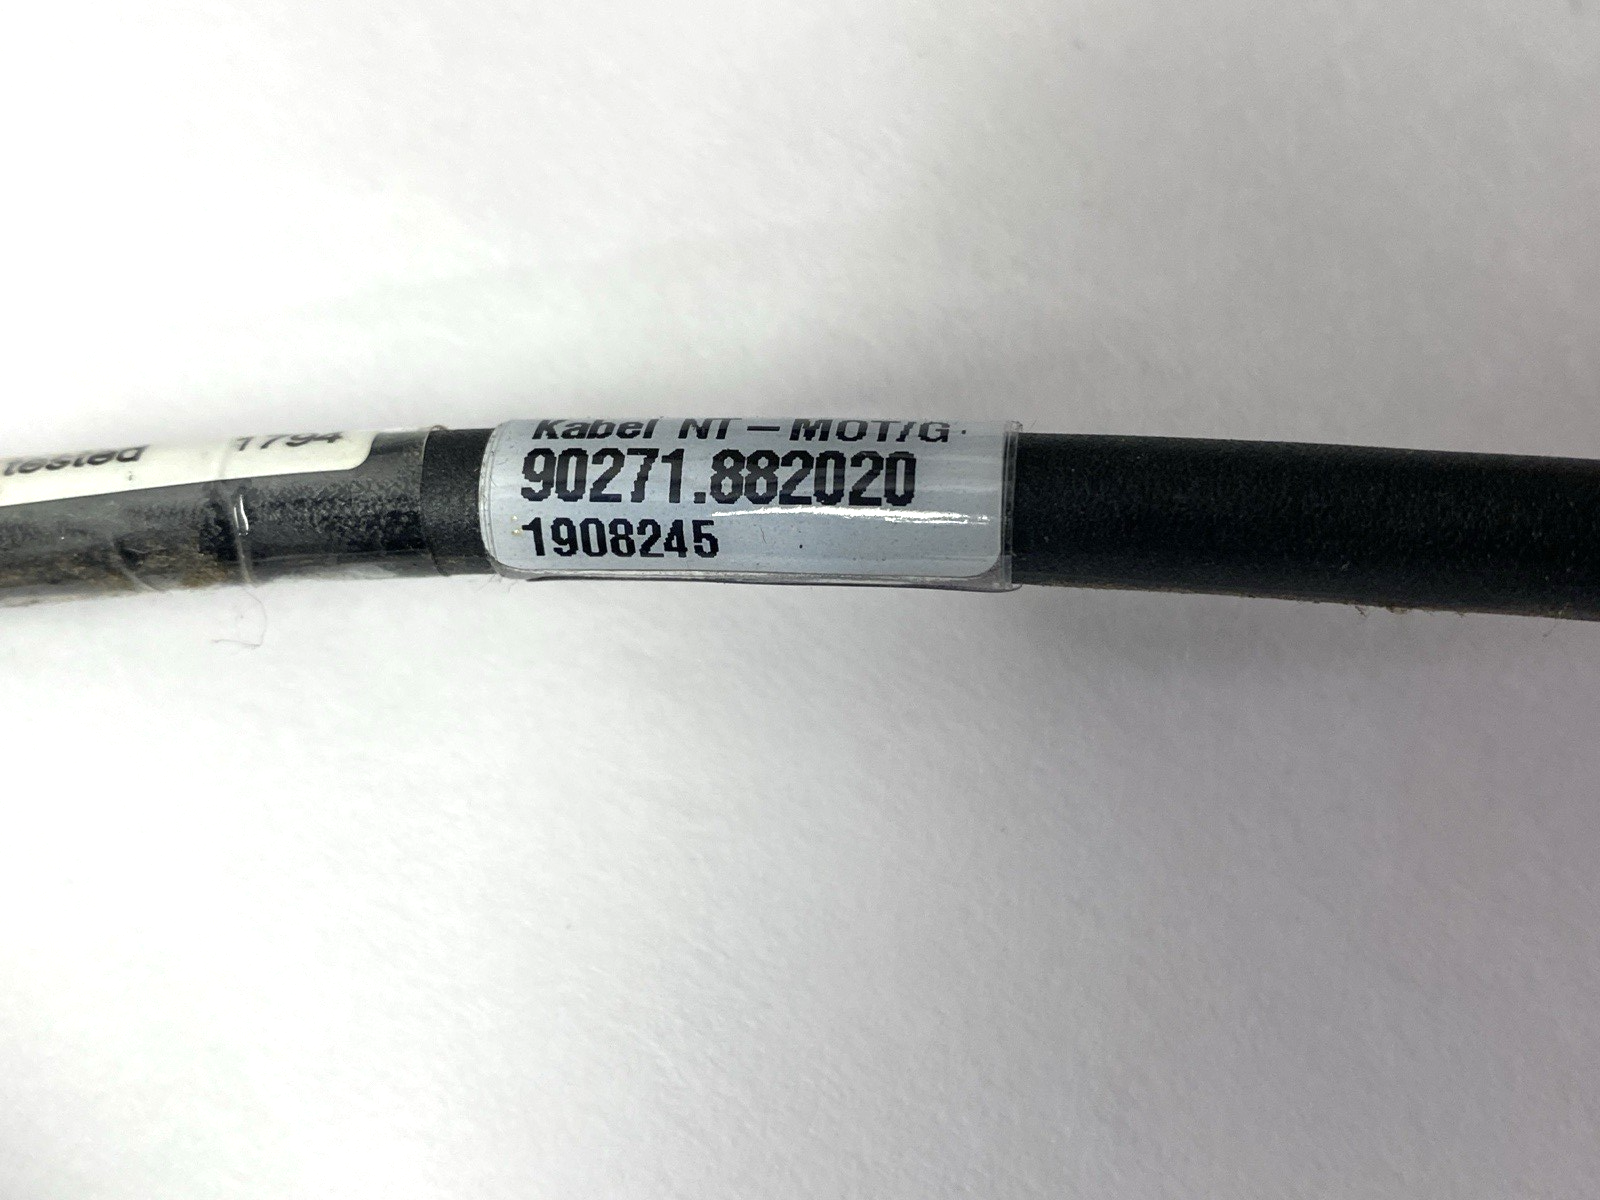 tested 1794
Kabel NT-MOT/G
90271.882020
1908245